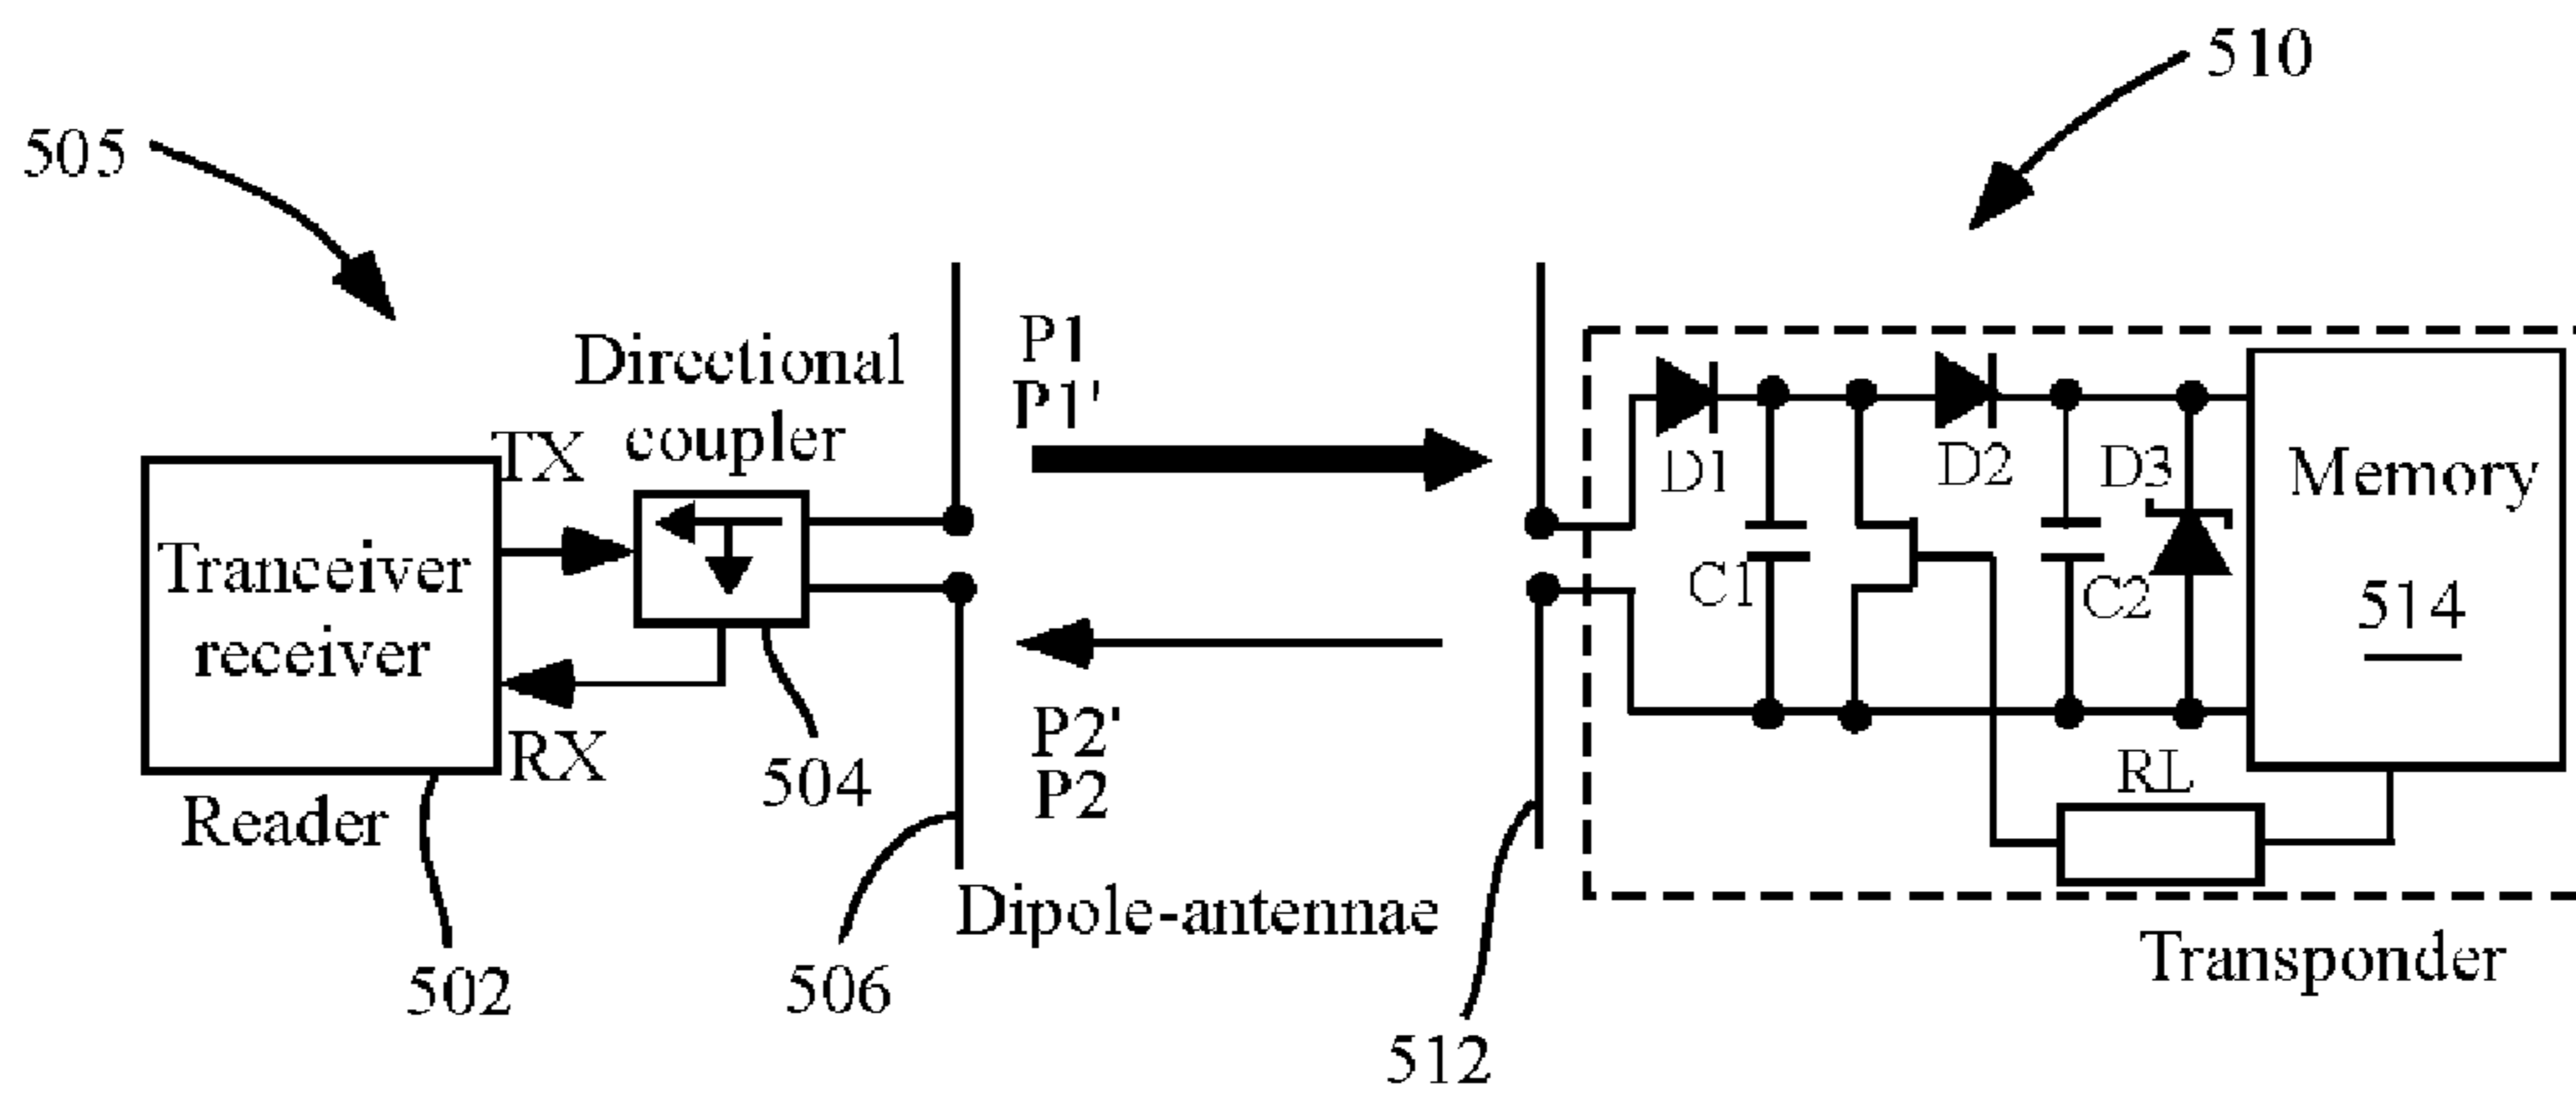 510
505
Directional
coupler
P1
P1'
TX
Tranceiver
receiver
RX
Reader
502
504
506
P2'
P2
Dipole-antennae
512
D1
C1
D2
D3
C2
Memory
514
RL
Transponder